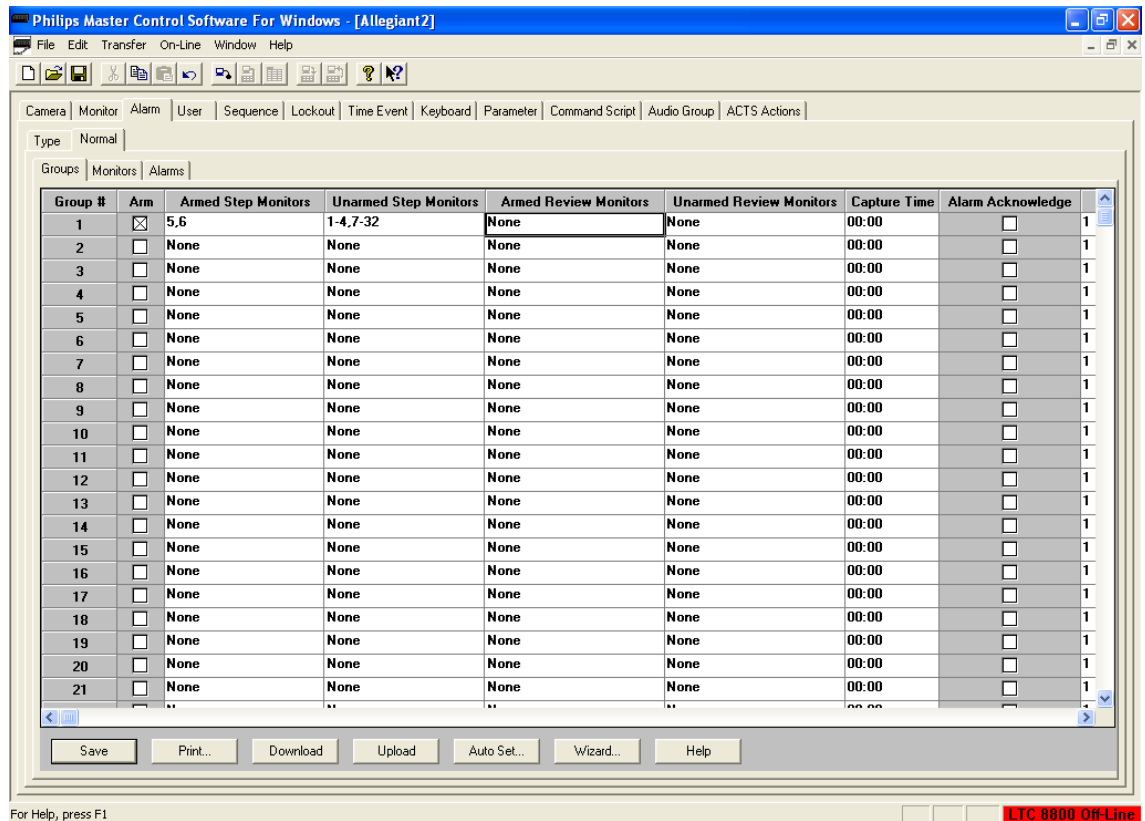 Philips Master Control Software For Windows - [Allegiant2]
File Edit Transfer On-Line Window Help
Camera Monitor Alarm User Sequence Lockout Time Event Keyboard Parameter Command Script Audio Group ACTS Actions
Type Normal
Groups Monitors Alarms
Group # Arm Armed Step Monitors Unarmed Step Monitors Armed Review Monitors Unarmed Review Monitors Capture Time Alarm Acknowledge
1 5,6 1-4,7-32 None None 00:00 1
2 None None None None 00:00 1
3 None None None None 00:00 1
4 None None None None 00:00 1
5 None None None None 00:00 1
6 None None None None 00:00 1
7 None None None None 00:00 1
8 None None None None 00:00 1
9 None None None None 00:00 1
10 None None None None 00:00 1
11 None None None None 00:00 1
12 None None None None 00:00 1
13 None None None None 00:00 1
14 None None None None 00:00 1
15 None None None None 00:00 1
16 None None None None 00:00 1
17 None None None None 00:00 1
18 None None None None 00:00 1
19 None None None None 00:00 1
20 None None None None 00:00 1
21 None None None None 00:00 1
Save Print... Download Upload Auto Set... Wizard... Help
For Help, press F1 LTC 8800 Off-Line